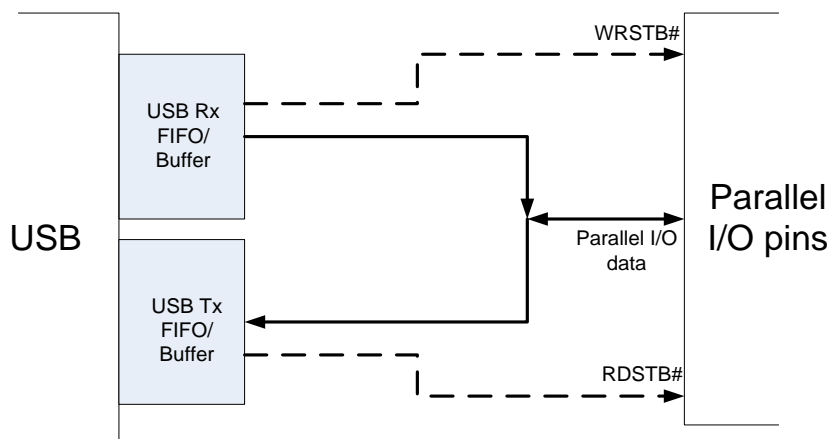 WRSTB#
USB Rx
FIFO/
Buffer
USB
Parallel I/O
data
Parallel
I/O pins
USB Tx
FIFO/
Buffer
RDSTB#